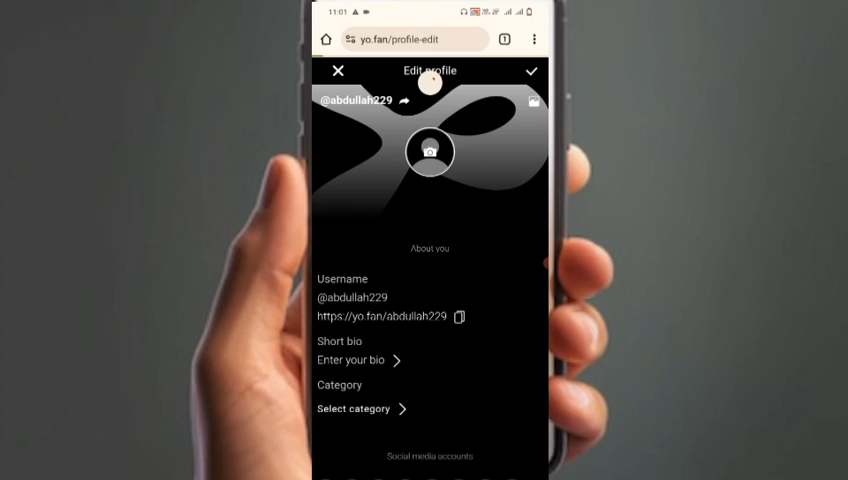 11:01
yo.fan/profile-edit
1
Edit profile
@abdullah229
About you
Username
@abdullah229
https://yo.fan/abdullah229
Short bio
Enter your bio
Category
Select category
Social media accounts